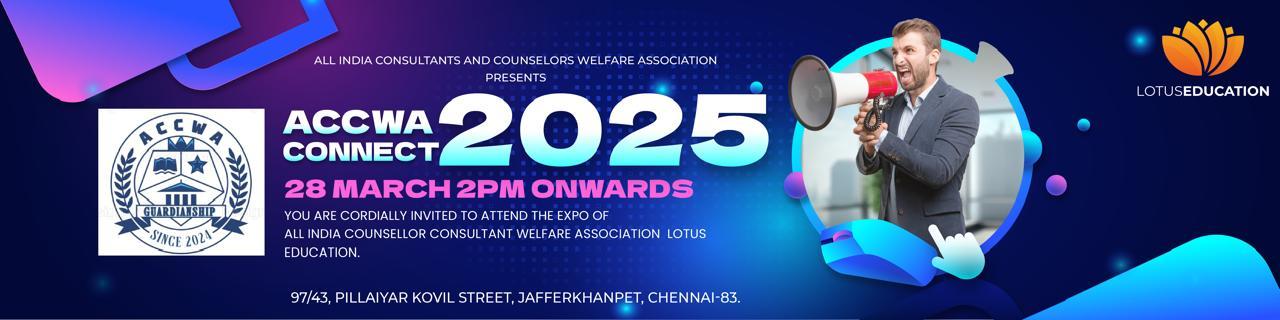 ALL INDIA CONSULTANTS AND COUNSELORS WELFARE ASSOCIATION
PRESENTS
ACCWA
CONNECT
2025
28 MARCH 2PM ONWARDS
YOU ARE CORDIALLY INVITED TO ATTEND THE EXPO OF
ALL INDIA COUNSELLOR CONSULTANT WELFARE ASSOCIATION LOTUS
EDUCATION.
97/43, PILLAIYAR KOVIL STREET, JAFFERKHANPET, CHENNAI-83.
ACCWA
GUARDIANSHIP
SINCE 2024
LOTUSEDUCATION